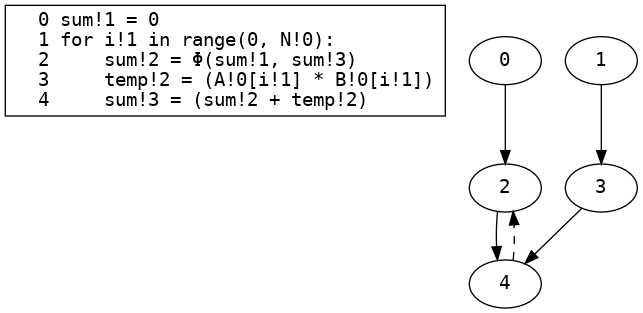 0 sum!1 = 0
1 for i!1 in range(0, N!0):
2     sum!2 = Φ(sum!1, sum!3)
3     temp!2 = (A!0[i!1] * B!0[i!1])
4     sum!3 = (sum!2 + temp!2)
0
1
2
3
4